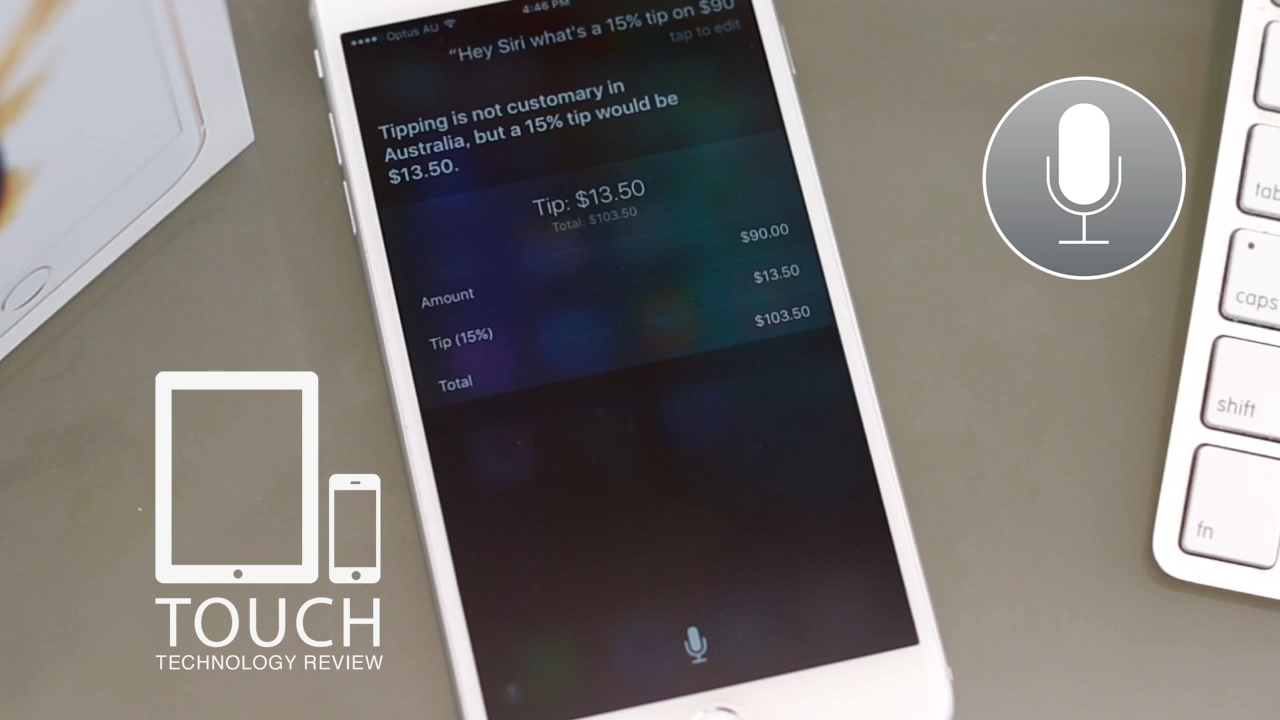 Optus AU
4:46 PM
“Hey Siri what's a 15% tip on $90
tap to edit
Tipping is not customary in
Australia, but a 15% tip would be
$13.50.
Tip: $13.50
Total: $103.50
Amount $90.00
Tip (15%) $13.50
Total $103.50
tab
caps
shift
fn
TOUCH
TECHNOLOGY REVIEW